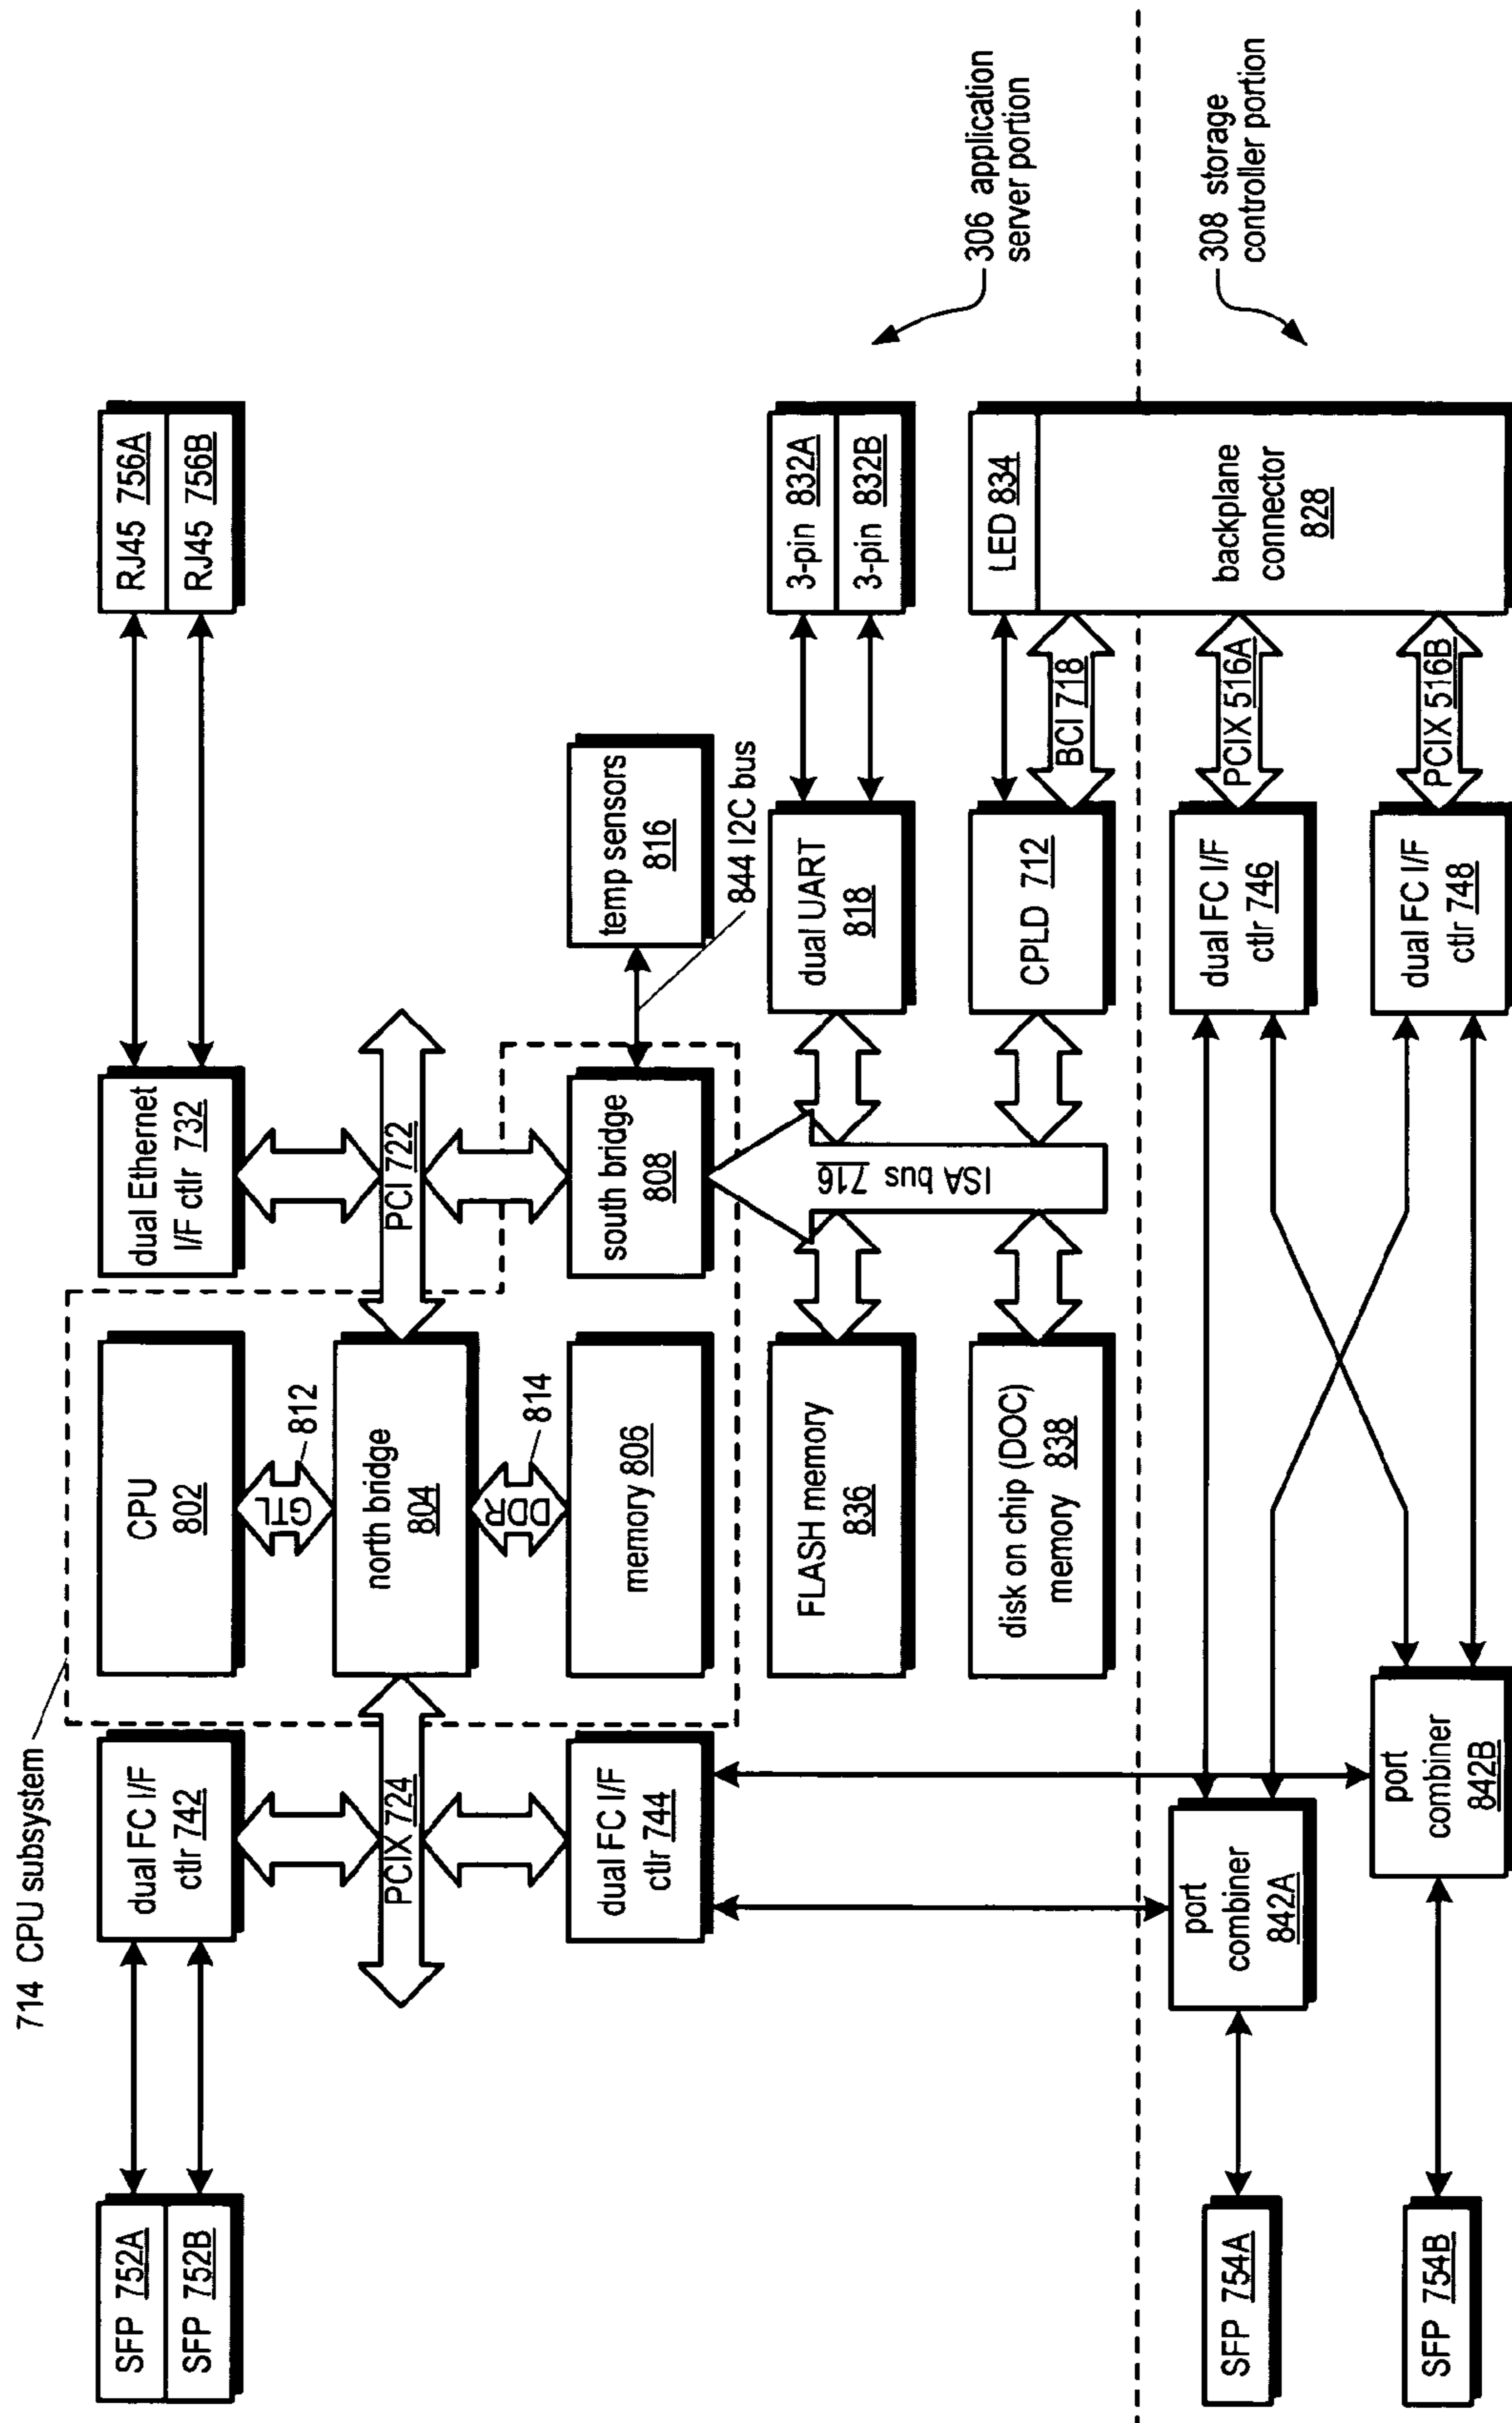 714 CPU subsystem
SFP 752A
SFP 752B
dual FC I/F
ctlr 742
CPU
802
dual Ethernet
I/F ctlr 732
RJ45 756A
RJ45 756B
GTL
812
PCIX 724
north bridge
804
PCI 722
DDR
814
dual FC I/F
ctlr 744
memory 806
south bridge
808
temp sensors
816
844 I2C bus
FLASH memory
836
ISA bus 716
dual UART
818
3-pin 832A
3-pin 832B
306 application
server portion
disk on chip (DOC)
memory 838
CPLD 712
LED 834
BCI 718
backplane
connector
828
308 storage
controller portion
SFP 754A
port
combiner
842A
dual FC I/F
ctlr 746
PCIX 516A
SFP 754B
port
combiner
842B
dual FC I/F
ctlr 748
PCIX 516B